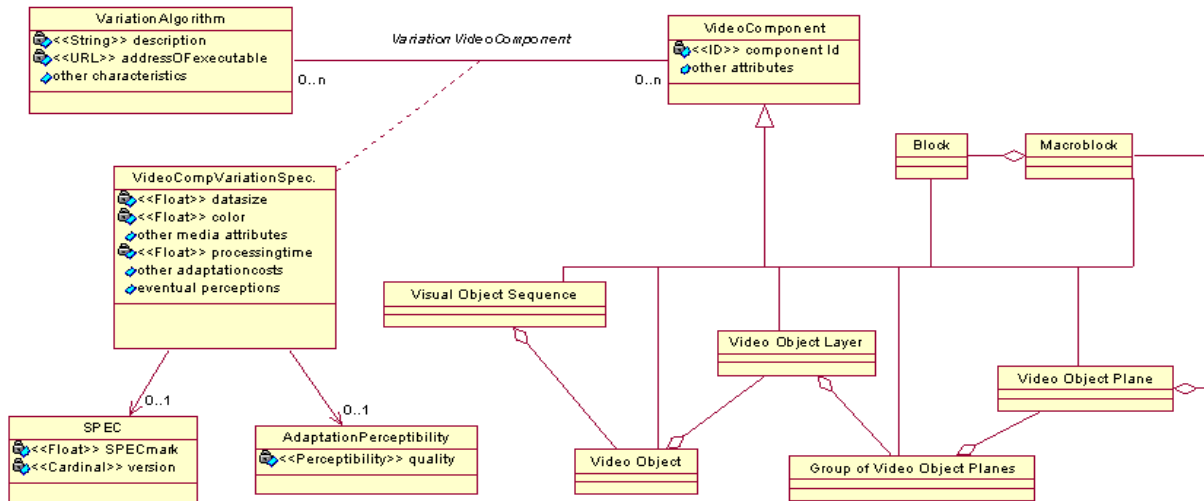 VariationAlgorithm
<<String>> description
<<URL>> addressOFexecutable
other characteristics
Variation VideoComponent
0..n
0..n
VideoComponent
<<ID>> component Id
other attributes
Block
Macroblock
VideoCompVariationSpec.
<<Float>> datasize
<<Float>> color
other media attributes
<<Float>> processingtime
other adaptationcosts
eventual perceptions
Visual Object Sequence
Video Object Layer
Video Object Plane
0..1
0..1
SPEC
<<Float>> SPECmark
<<Cardinal>> version
AdaptationPerceptibility
<<Perceptibility>> quality
Video Object
Group of Video Object Planes